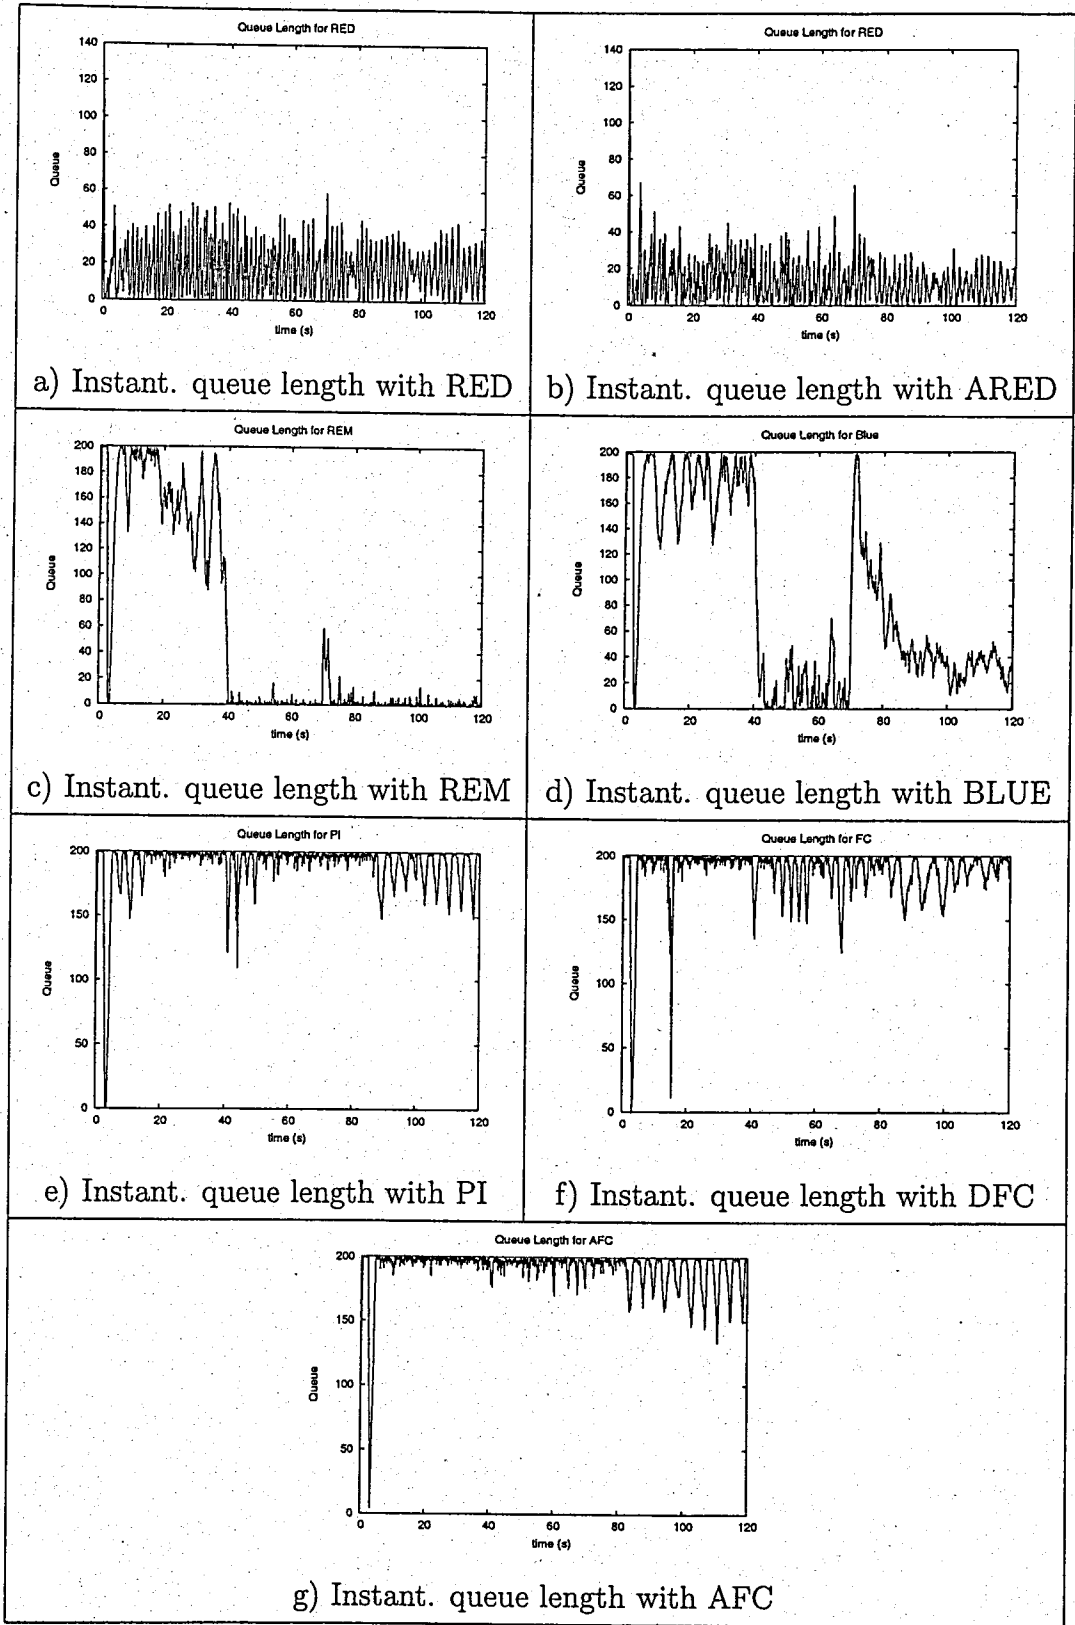 Queue Length for RED
140
120
100
80
60
40
20
0
Queue
0 20 40 60 80 100 120
time (s)
a) Instant. queue length with RED
Queue Length for RED
140
120
100
80
60
40
20
0
Queue
0 20 40 60 80 100 120
time (s)
b) Instant. queue length with ARED
Queue Length for REM
200
180
160
140
120
100
80
60
40
20
0
Queue
0 20 40 60 80 100 120
time (s)
c) Instant. queue length with REM
Queue Length for Blue
200
180
160
140
120
100
80
60
40
20
0
Queue
0 20 40 60 80 100 120
time (s)
d) Instant. queue length with BLUE
Queue Length for PI
200
150
100
50
0
Queue
0 20 40 60 80 100 120
time (s)
e) Instant. queue length with PI
Queue Length for FC
200
150
100
50
0
Queue
0 20 40 60 80 100 120
time (s)
f) Instant. queue length with DFC
Queue Length for AFC
200
150
100
50
0
Queue
0 20 40 60 80 100 120
time (s)
g) Instant. queue length with AFC